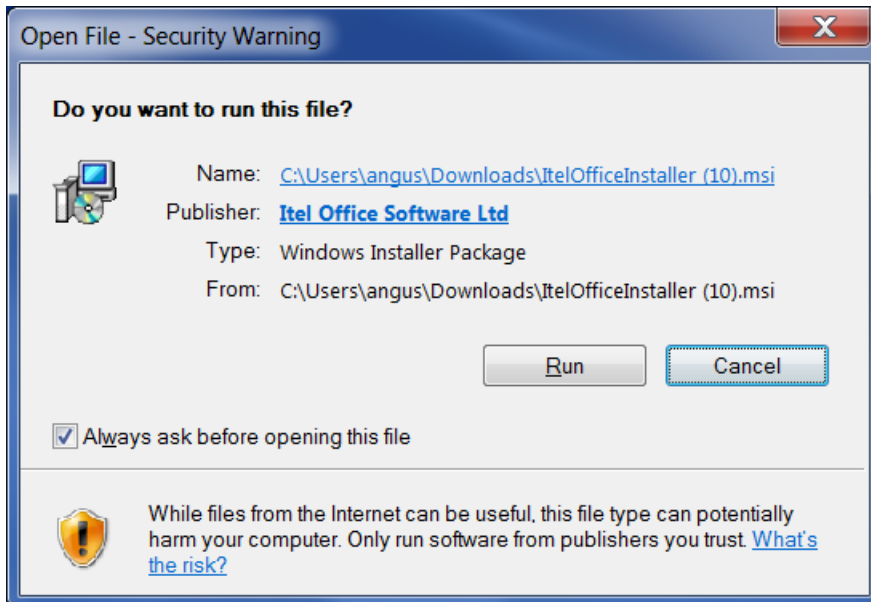 Open File - Security Warning
Do you want to run this file?
Name: C:\Users\angus\Downloads\ItelOfficeInstaller (10).msi
Publisher: Itel Office Software Ltd
Type: Windows Installer Package
From: C:\Users\angus\Downloads\ItelOfficeInstaller (10).msi
Run Cancel
Always ask before opening this file
While files from the Internet can be useful, this file type can potentially
harm your computer. Only run software from publishers you trust. What's
the risk?